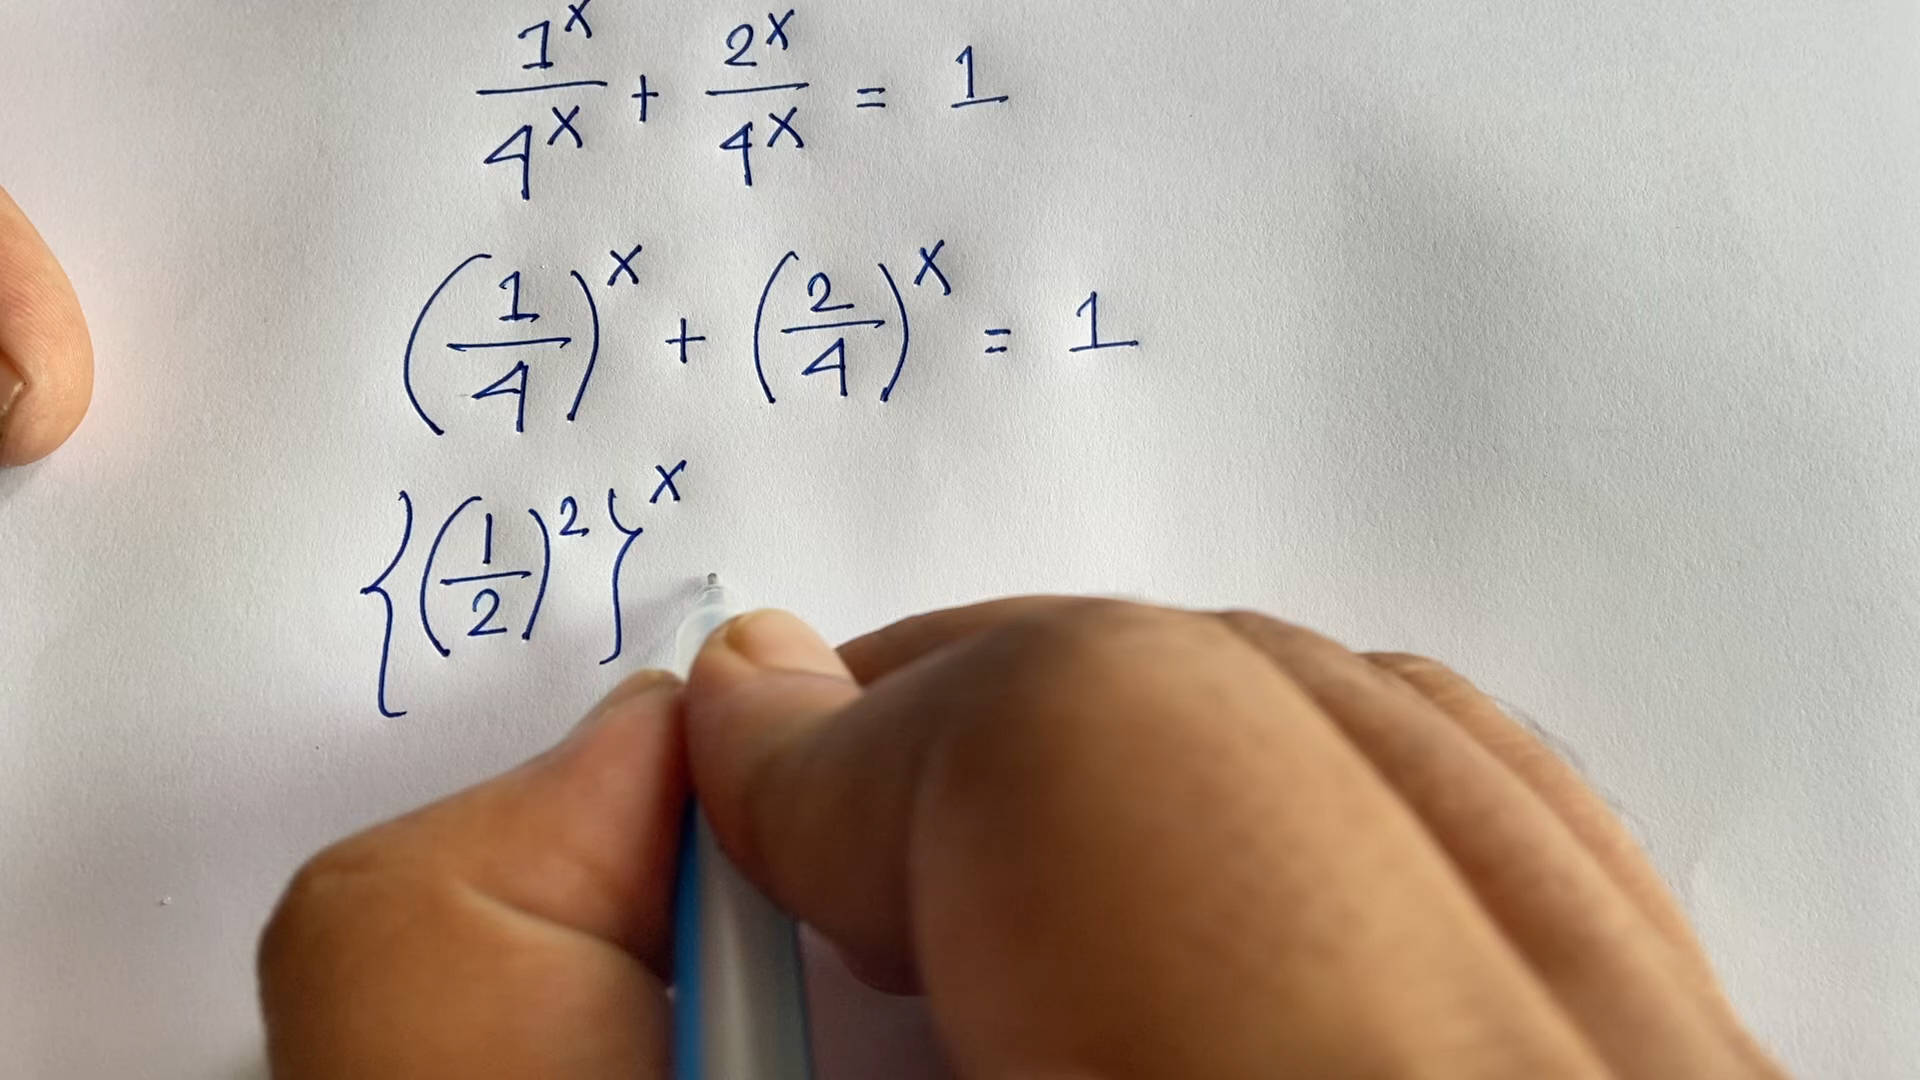 1^x/4^x + 2^x/4^x = 1
(1/4)^x + (2/4)^x = 1
{(1/2)^2}^x